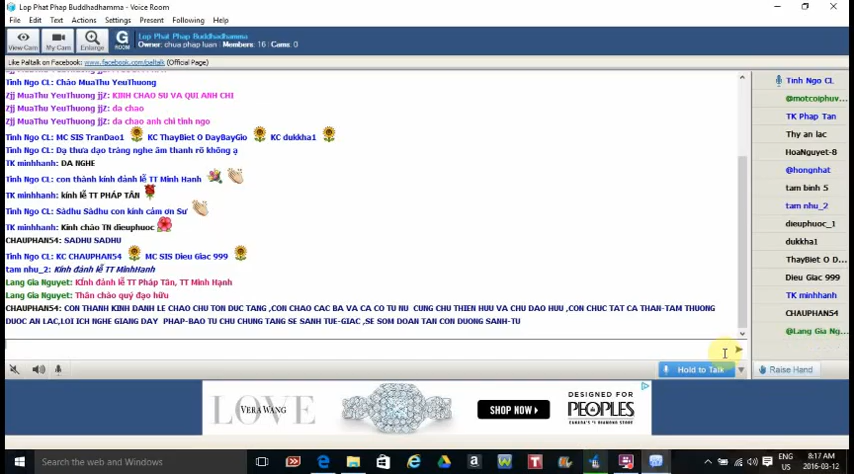 Lop Phat Phap Buddhadhamma - Voice Room
File Edit Text Actions Settings Present Following Help
View Cam My Cam Enlarge G ROOM Lop Phat Phap Buddhadhamma
Owner: chua phap luan | Members: 16 | Cams: 0
Like Paltalk on Facebook: www.facebook.com/paltalk (Official Page)
Tinh Ngo CL: Chào MuaThu YeuThuong
Zjj MuaThu YeuThuong jjZ: KINH CHAO SU VA QUI ANH CHI
Zjj MuaThu YeuThuong jjZ: da chao
Zjj MuaThu YeuThuong jjZ: da chao anh chi tinh ngo
Tinh Ngo CL: MC SIS TranDao1 KC ThayBiet O DayBayGio KC dukkha1
Tinh Ngo CL: Dạ thưa đạo tràng nghe âm thanh rõ không ạ
TK minhhanh: DA NGHE
Tinh Ngo CL: con thành kính đảnh lễ TT Minh Hanh
TK minhhanh: kính lễ TT PHÁP TÂN
Tinh Ngo CL: Sàdhu Sàdhu con kính cảm ơn Sư
TK minhhanh: Kính chào TN dieuphuoc
CHAUPHAN54: SADHU SADHU
Tinh Ngo CL: KC CHAUPHAN54 MC SIS Dieu Giac 999
tam nhu_2: Kính đảnh lễ TT MinhHanh
Lang Gia Nguyet: Kính đảnh lễ TT Pháp Tân, TT Minh Hạnh
Lang Gia Nguyet: Thân chào quý đạo hữu
CHAUPHAN54: CON THANH KINH DANH LE CHAO CHU TON DUC TANG ,CON CHAO CAC BA VA CA CO TU NU CUNG CHU THIEN HUU VA CHU DAO HUU ,CON CHUC TAT CA THAN-TAM THUONG
DUOC AN LAC,LOI ICH NGHE GIANG DAY PHAP-BAO TU CHU CHUNG TANG SE SANH TUE-GIAC ,SE SOM DOAN TAN CON DUONG SANH-TU
Tinh Ngo CL
@motcoiphuv...
TK Phap Tan
Thy an lac
HoaNguyet-8
@hongnhat
tam binh 5
tam nhu_2
dieuphuoc_1
dukkha1
ThayBiet O D...
Dieu Giac 999
TK minhhanh
CHAUPHAN54
@Lang Gia Ng...
Hold to Talk
Raise Hand
LOVE
VERA WANG
SHOP NOW
DESIGNED FOR
PEOPLES
CANADA'S #1 DIAMOND STORE
Search the web and Windows
ENG
US
8:17 AM
2016-03-12